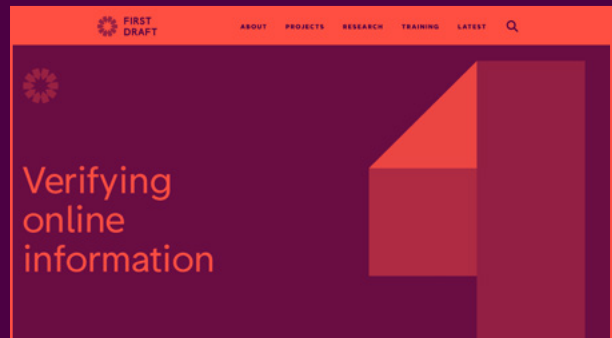 FIRST
DRAFT
ABOUT PROJECTS RESEARCH TRAINING LATEST
Verifying
online
information